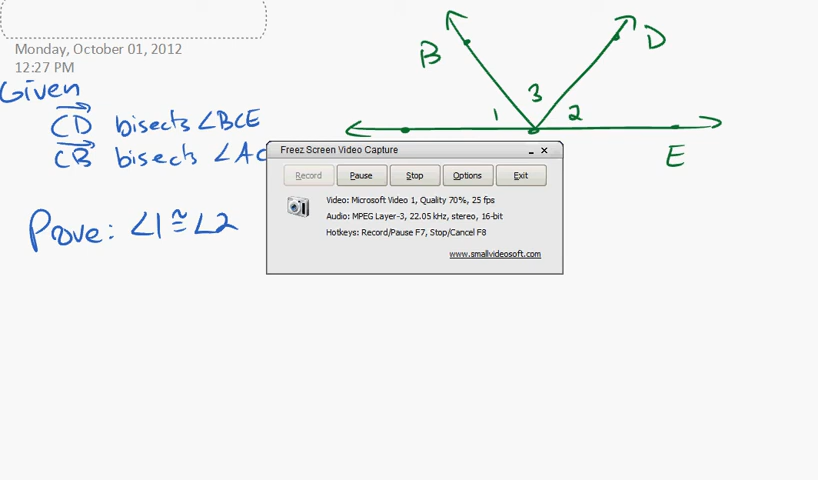 Monday, October 01, 2012
12:27 PM
Given
CD bisects ∠BCE
CB bisects ∠AC
Prove: ∠1≅∠2
B
D
3
1
2
E
Freez Screen Video Capture
Record Pause Stop Options Exit
Video: Microsoft Video 1, Quality 70%, 25 fps
Audio: MPEG Layer-3, 22.05 kHz, stereo, 16-bit
Hotkeys: Record/Pause F7, Stop/Cancel F8
www.smallvideosoft.com